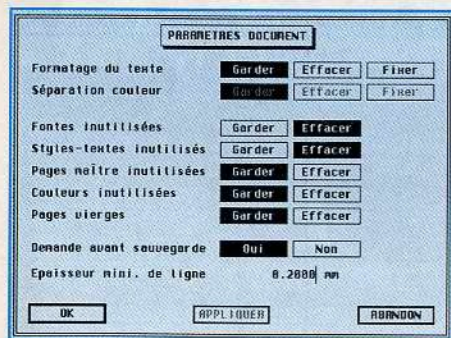 PARAMETRES DOCUMENT
Formatage du texte Garder Effacer Fixer
Séparation couleur Garder Effacer Fixer
Fontes inutilisées Garder Effacer
Styles-textes inutilisés Garder Effacer
Pages maître inutilisées Garder Effacer
Couleurs inutilisées Garder Effacer
Pages vierges Garder Effacer
Demande avant sauvegarde Oui Non
Epaisseur mini. de ligne 0.2000 mm
OK APPLIQUER ABANDON